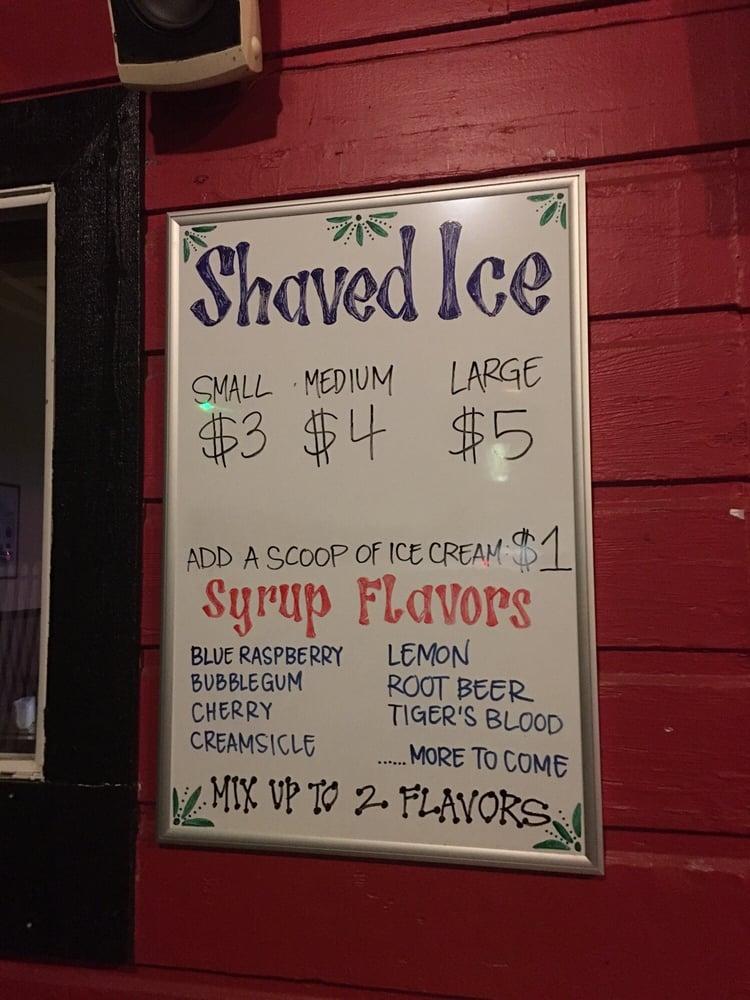 Shaved Ice
SMALL MEDIUM LARGE
$3 $4 $5
ADD A SCOOP OF ICE CREAM $1
Syrup Flavors
BLUE RASPBERRY
BUBBLEGUM
CHERRY
CREAMSICLE
LEMON
ROOT BEER
TIGER'S BLOOD
......MORE TO COME
MIX UP TO 2 FLAVORS